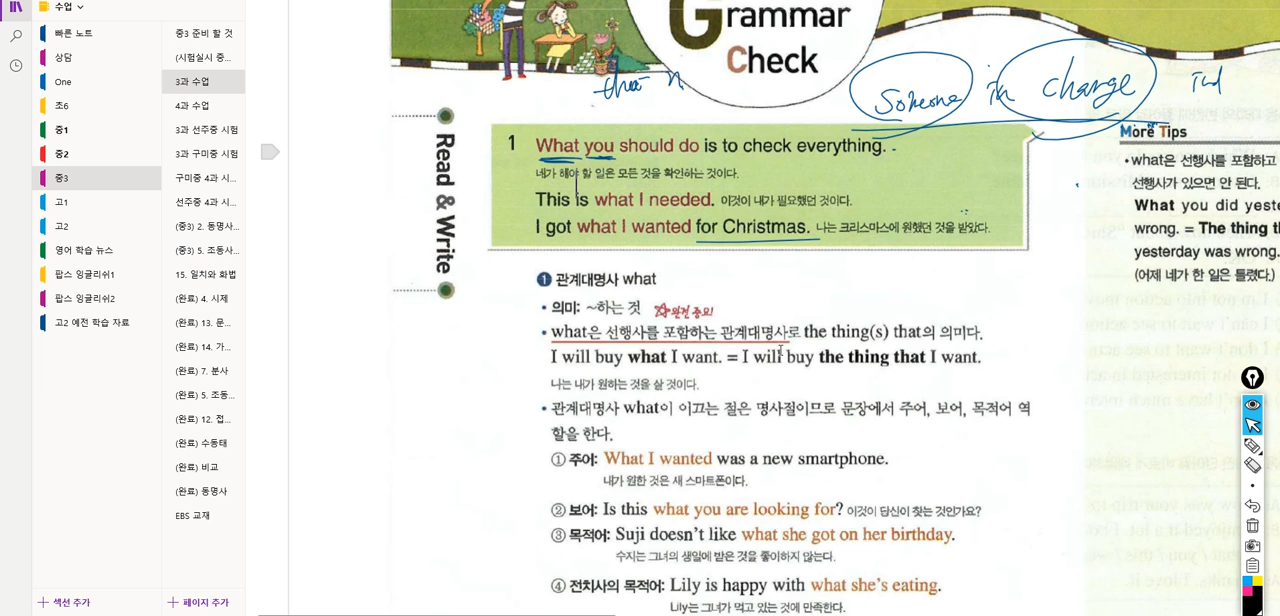 수업
빠른 노트
상담
One
초6
중1
중2
중3
고1
고2
영어 학습 뉴스
팝스 잉글리쉬1
팝스 잉글리쉬2
고2 예전 학습 자료
섹션 추가
중3 준비 할 것
(시험실시 중...
3과 수업
4과 수업
3과 선주중 시험
3과 구미중 시험
구미중 4과 시...
선주중 4과 시...
(중3) 2. 동명사...
(중3) 5. 조동사...
15. 일치와 화법
(완료) 4. 시제
(완료) 13. 문...
(완료) 14. 가...
(완료) 7. 분사
(완료) 5. 조동...
(완료) 12. 접...
(완료) 수동태
(완료) 비교
(완료) 동명사
EBS 교재
페이지 추가
Grammar
Check
Someone in change
Read & Write
1 What you should do is to check everything.
네가 해야 할 일은 모든 것을 확인하는 것이다.
This is what I needed. 이것이 내가 필요했던 것이다.
I got what I wanted for Christmas. 나는 크리스마스에 원했던 것을 받았다.
1 관계대명사 what
• 의미: ~하는 것 ☆완전 중요!
• what은 선행사를 포함하는 관계대명사로 the thing(s) that의 의미다.
I will buy what I want. = I will buy the thing that I want.
나는 내가 원하는 것을 살 것이다.
• 관계대명사 what이 이끄는 절은 명사절이므로 문장에서 주어, 보어, 목적어 역
할을 한다.
① 주어: What I wanted was a new smartphone.
내가 원한 것은 새 스마트폰이다.
② 보어: Is this what you are looking for? 이것이 당신이 찾는 것인가요?
③ 목적어: Suji doesn't like what she got on her birthday.
수지는 그녀의 생일에 받은 것을 좋아하지 않는다.
④ 전치사의 목적어: Lily is happy with what she's eating.
Lily는 그녀가 먹고 있는 것에 만족한다.
More Tips
• what은 선행사를 포함하고
선행사가 있으면 안 된다.
What you did yeste
wrong. = The thing th
yesterday was wrong.
(어제 네가 한 일은 틀렸다.)